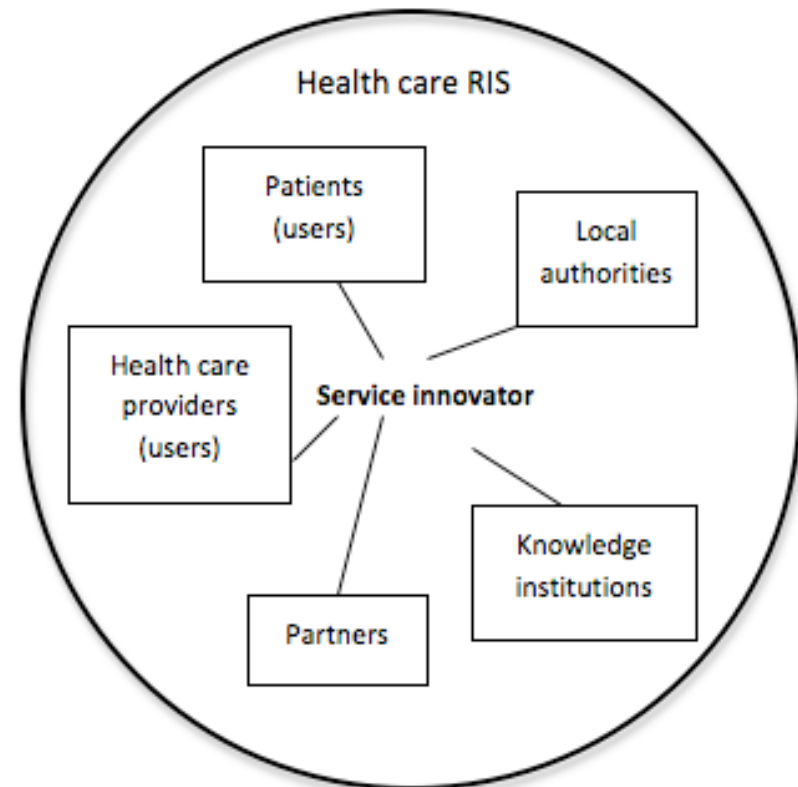 Health care RIS
Patients
(users)
Local
authorities
Health care
providers
(users)
Service innovator
Knowledge
institutions
Partners